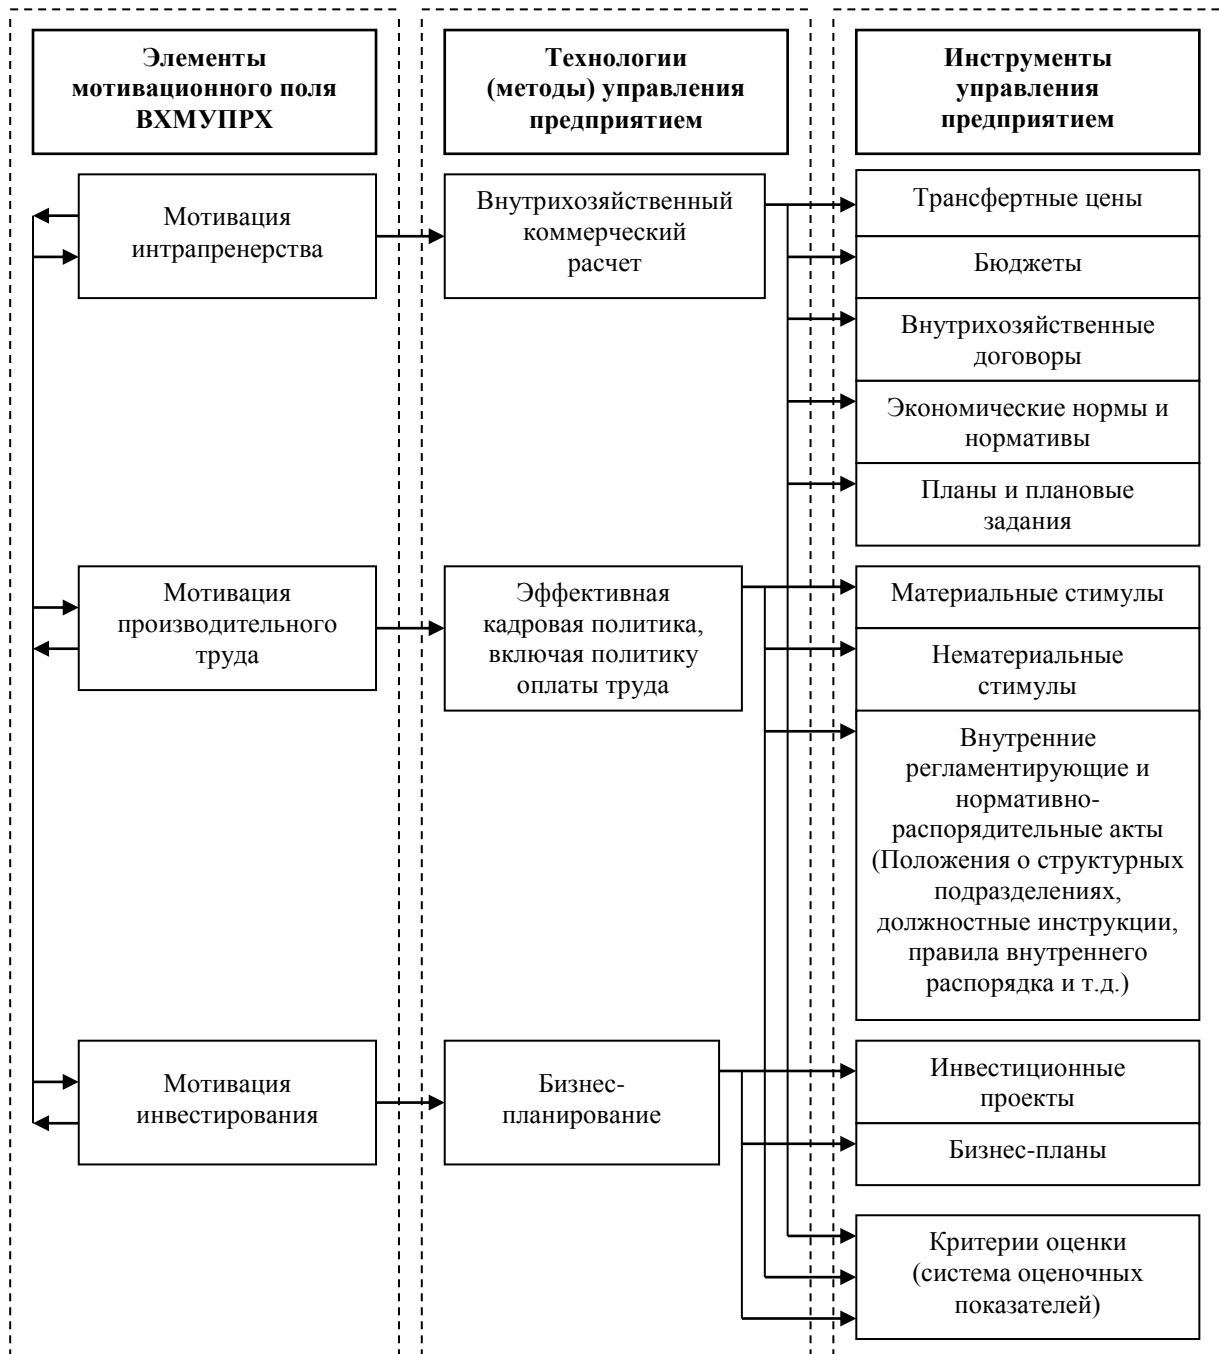 Элементы
мотивационного поля
ВХМУПРХ
Технологии
(методы) управления
предприятием
Инструменты
управления
предприятием
Мотивация
интрапренерства
Внутрихозяйственный
коммерческий
расчет
Трансфертные цены
Бюджеты
Внутрихозяйственные
договоры
Экономические нормы и
нормативы
Планы и плановые
задания
Мотивация
производительного
труда
Эффективная
кадровая политика,
включая политику
оплаты труда
Материальные стимулы
Нематериальные
стимулы
Внутренние
регламентирующие и
нормативно-
распорядительные акты
(Положения о структурных
подразделениях,
должностные инструкции,
правила внутреннего
распорядка и т.д.)
Мотивация
инвестирования
Бизнес-
планирование
Инвестиционные
проекты
Бизнес-планы
Критерии оценки
(система оценочных
показателей)